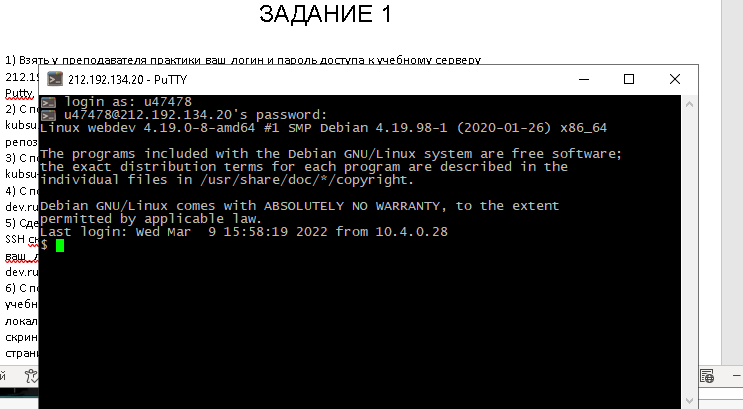 ЗАДАНИЕ 1
1) Взять у преподавателя практики ваш логин и пароль доступа к учебному серверу
212.192.134.20 - PuTTY
212.19
Putty
login as: u47478
u47478@212.192.134.20's password:
Linux webdev 4.19.0-8-amd64 #1 SMP Debian 4.19.98-1 (2020-01-26) x86_64
The programs included with the Debian GNU/Linux system are free software;
the exact distribution terms for each program are described in the
individual files in /usr/share/doc/*/copyright.
Debian GNU/Linux comes with ABSOLUTELY NO WARRANTY, to the extent
permitted by applicable law.
Last login: Wed Mar  9 15:58:19 2022 from 10.4.0.28
$
2) С по
kubsu-
репоз
3) С по
kubsu-
4) С по
dev.ru
5) Сде
SSH ск
ваш_л
dev.ru
6) С по
учебн
локал
скрин
страни
й